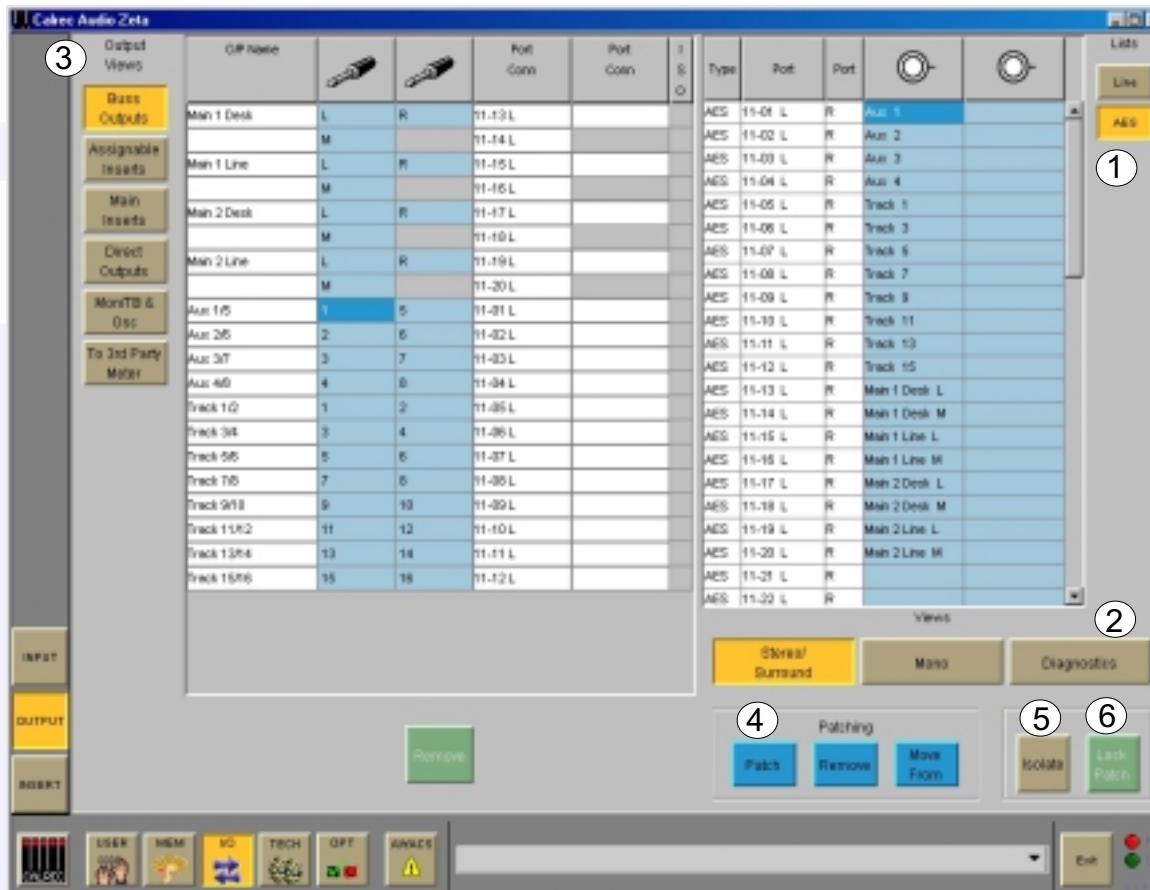 Calrec Audio Zeta
3
Output Views
Buss Outputs
Assignable Inserts
Main Inserts
Direct Outputs
Mon/TB & Osc
To 3rd Party Meter
O/P Name Port Conn Port Conn I S O
Main 1 Desk L R 11-13 L
M 11-14 L
Main 1 Line L R 11-15 L
M 11-16 L
Main 2 Desk L R 11-17 L
M 11-18 L
Main 2 Line L R 11-19 L
M 11-20 L
Aux 1/5 1 5 11-01 L
Aux 2/6 2 6 11-02 L
Aux 3/7 3 7 11-03 L
Aux 4/8 4 8 11-04 L
Track 1/2 1 2 11-05 L
Track 3/4 3 4 11-06 L
Track 5/6 5 6 11-07 L
Track 7/8 7 8 11-08 L
Track 9/10 9 10 11-09 L
Track 11/12 11 12 11-10 L
Track 13/14 13 14 11-11 L
Track 15/16 15 16 11-12 L
Type Port Port
AES 11-01 L R Aux 1
AES 11-02 L R Aux 2
AES 11-03 L R Aux 3
AES 11-04 L R Aux 4
AES 11-05 L R Track 1
AES 11-06 L R Track 3
AES 11-07 L R Track 5
AES 11-08 L R Track 7
AES 11-09 L R Track 9
AES 11-10 L R Track 11
AES 11-11 L R Track 13
AES 11-12 L R Track 15
AES 11-13 L R Main 1 Desk L
AES 11-14 L R Main 1 Desk M
AES 11-15 L R Main 1 Line L
AES 11-16 L R Main 1 Line M
AES 11-17 L R Main 2 Desk L
AES 11-18 L R Main 2 Desk M
AES 11-19 L R Main 2 Line L
AES 11-20 L R Main 2 Line M
AES 11-21 L R
AES 11-22 L R
Lists
Line
AES
1
Views
2
Stereo/ Surround Mono Diagnostics
INPUT
OUTPUT
INSERT
Remove
4 Patching 5 6
Patch Remove Move From Isolate Lock Patch
CALREC USER MEM I/O TECH OPT AWACS Exit